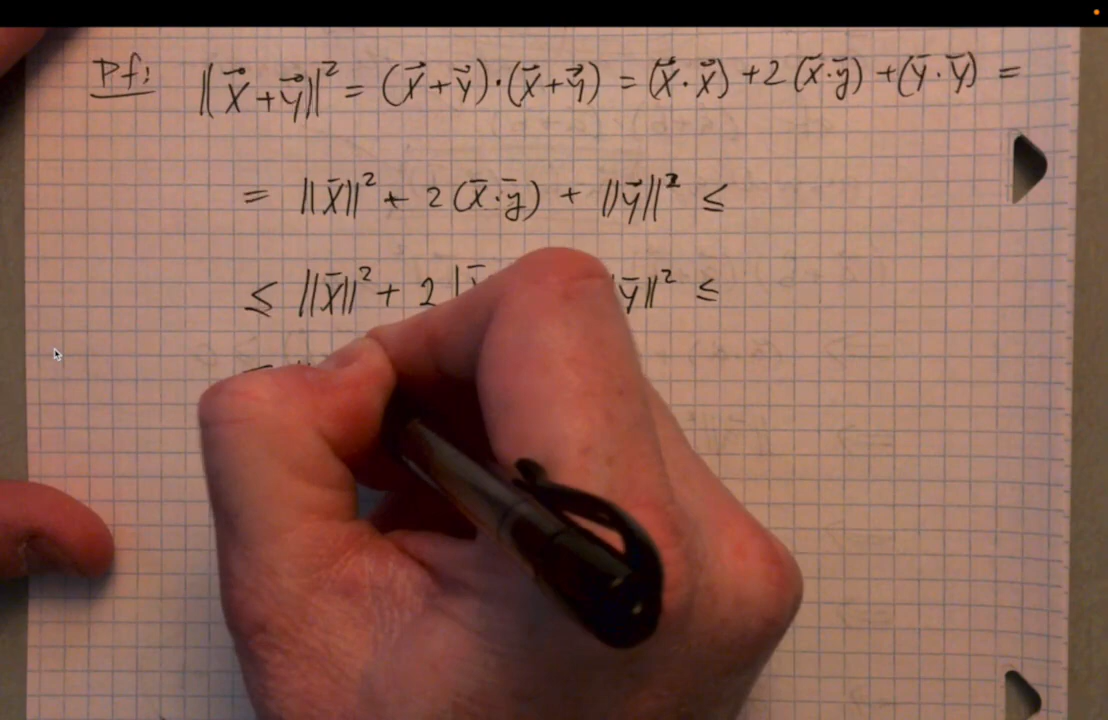 Pf: ||x⃗+y⃗||² = (x⃗+y⃗)·(x⃗+y⃗) = (x⃗·x⃗) + 2(x̄·ȳ) + (ȳ·ȳ) =
= ||x̄||² + 2(x̄·ȳ) + ||ȳ||² ≤
≤ ||x̄||² + 2 | ȳ||² ≤